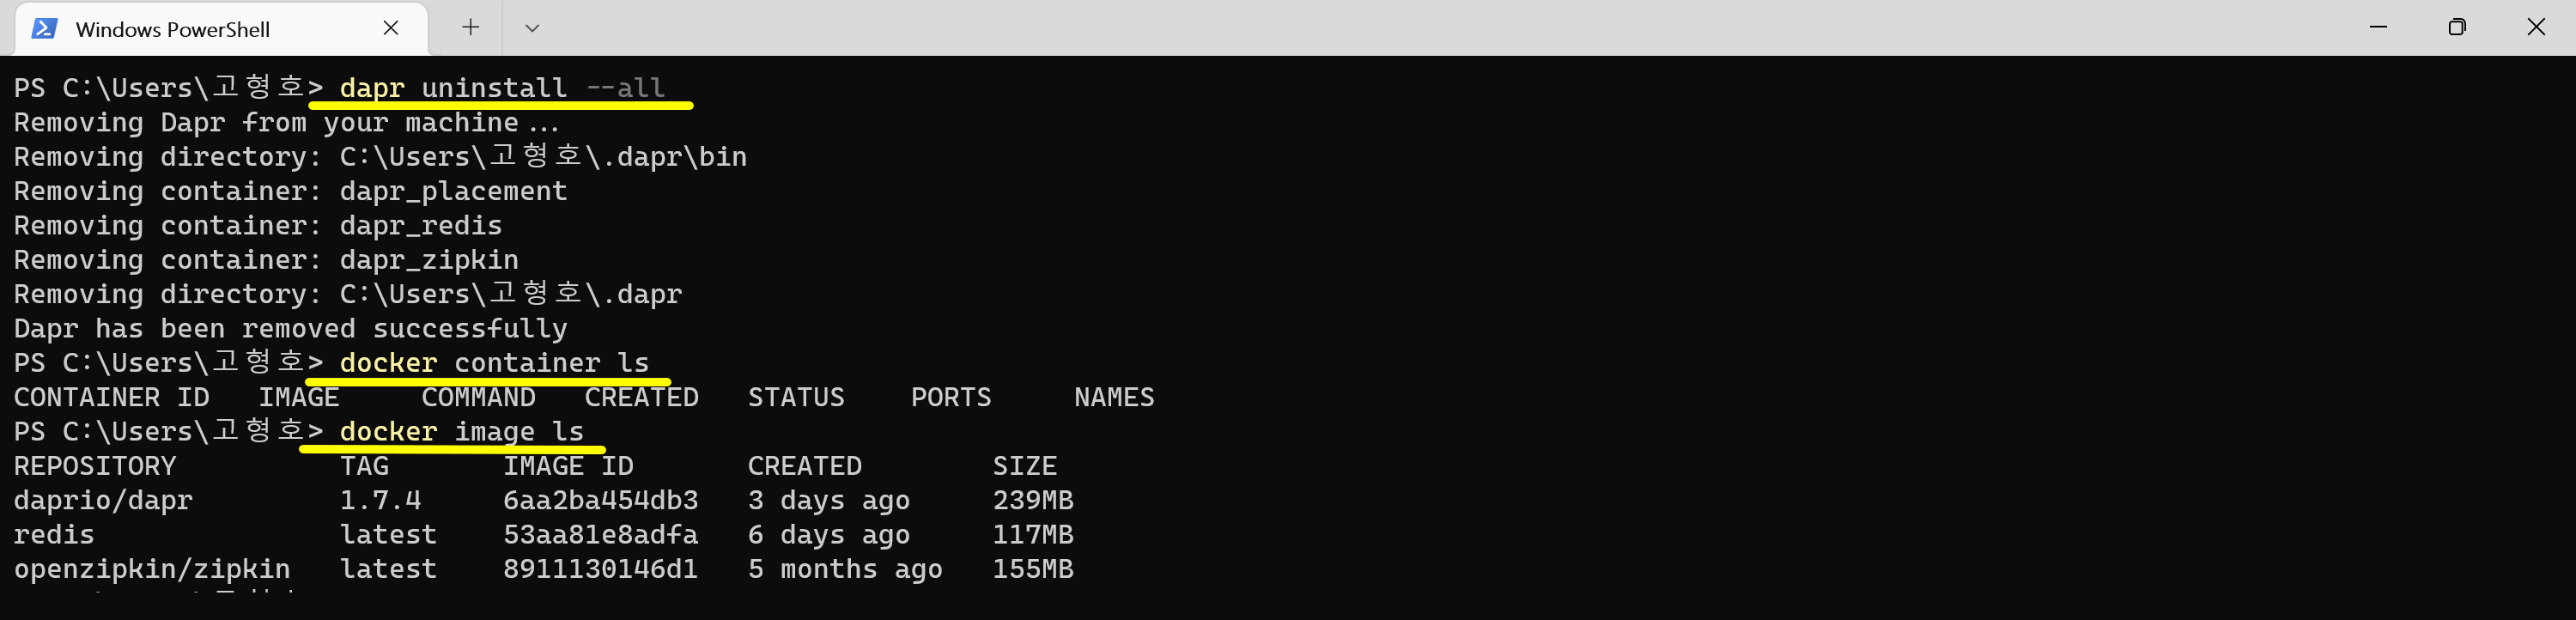 Windows PowerShell
PS C:\Users\고형호> dapr uninstall --all
Removing Dapr from your machine...
Removing directory: C:\Users\고형호\.dapr\bin
Removing container: dapr_placement
Removing container: dapr_redis
Removing container: dapr_zipkin
Removing directory: C:\Users\고형호\.dapr
Dapr has been removed successfully
PS C:\Users\고형호> docker container ls
CONTAINER ID   IMAGE     COMMAND   CREATED   STATUS    PORTS     NAMES
PS C:\Users\고형호> docker image ls
REPOSITORY          TAG       IMAGE ID       CREATED        SIZE
daprio/dapr         1.7.4     6aa2ba454db3   3 days ago     239MB
redis               latest    53aa81e8adfa   6 days ago     117MB
openzipkin/zipkin   latest    8911130146d1   5 months ago   155MB